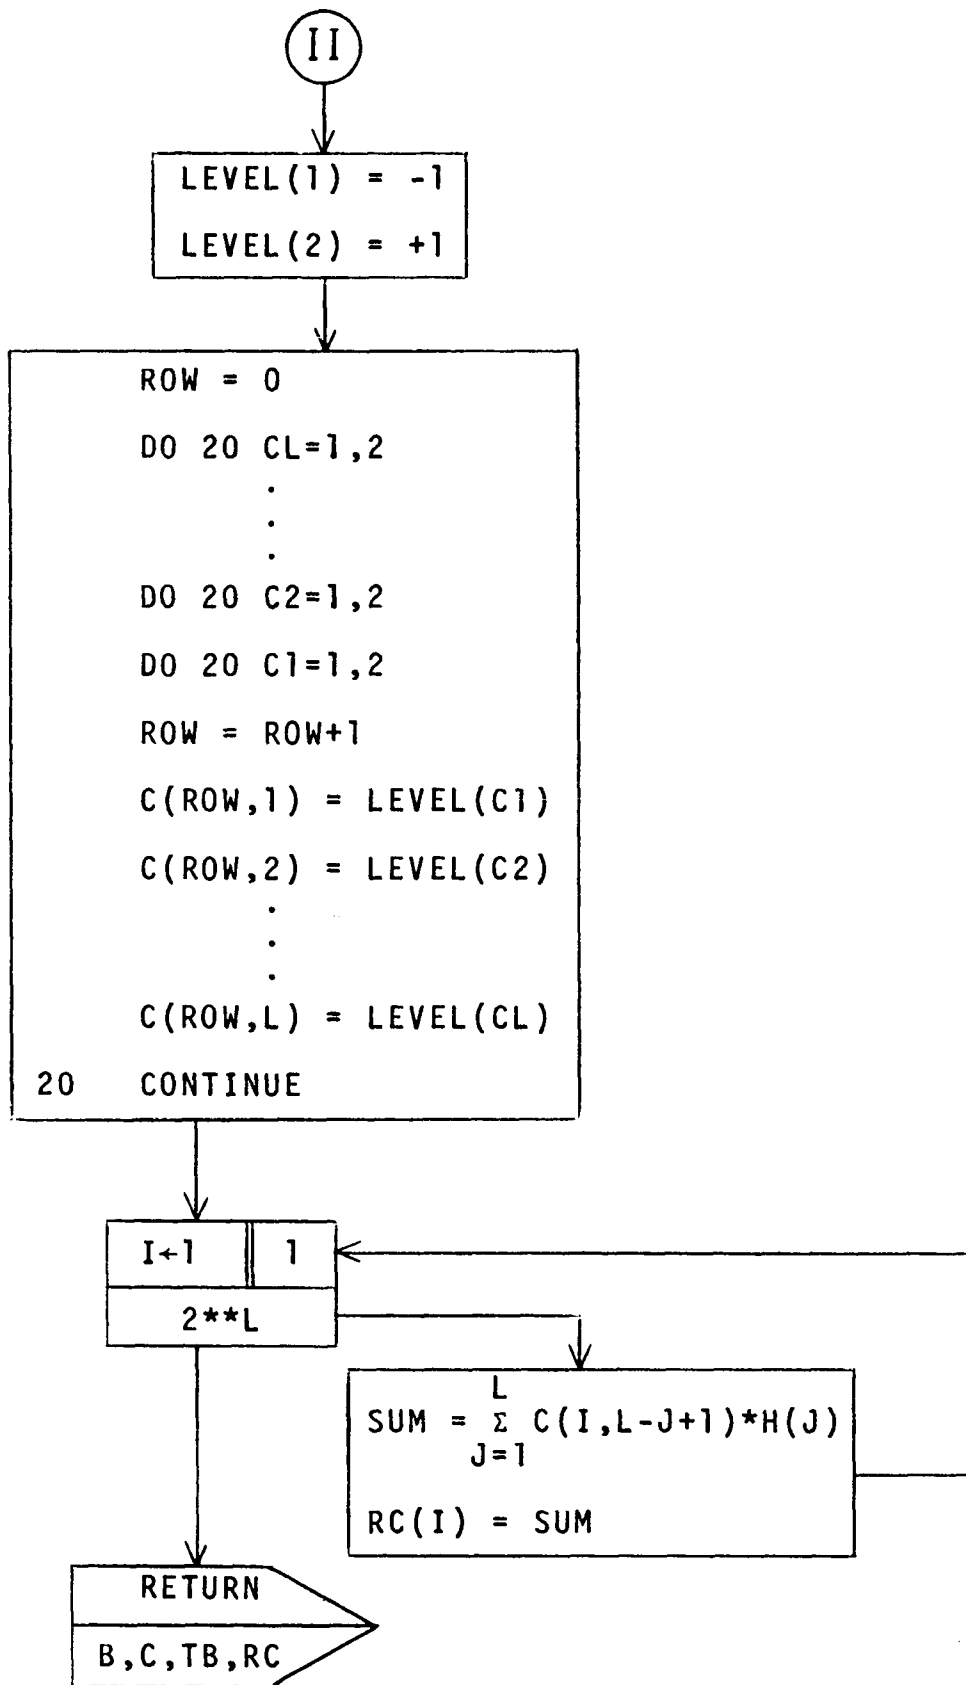 II
LEVEL(1) = -1
LEVEL(2) = +1
ROW = 0
DO 20 CL=1,2
.
.
.
DO 20 C2=1,2
DO 20 C1=1,2
ROW = ROW+1
C(ROW,1) = LEVEL(C1)
C(ROW,2) = LEVEL(C2)
.
.
.
C(ROW,L) = LEVEL(CL)
20 CONTINUE
I←1 1
2**L
L
SUM = Σ C(I,L-J+1)*H(J)
J=1
RC(I) = SUM
RETURN
B,C,TB,RC